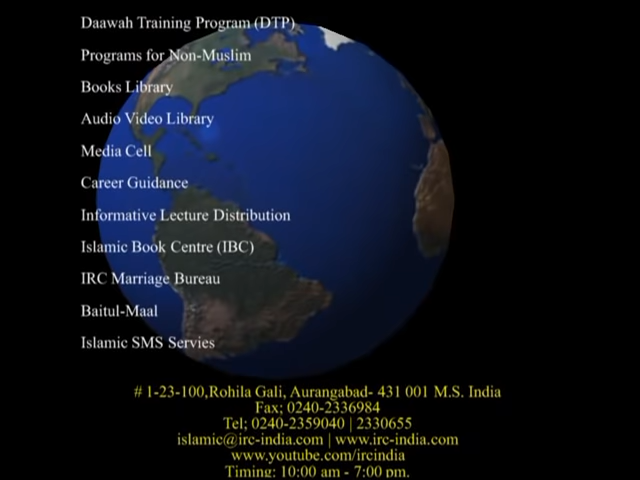 Daawah Training Program (DTP)
Programs for Non-Muslim
Books Library
Audio Video Library
Media Cell
Career Guidance
Informative Lecture Distribution
Islamic Book Centre (IBC)
IRC Marriage Bureau
Baitul-Maal
Islamic SMS Servies
# 1-23-100,Rohila Gali, Aurangabad- 431 001 M.S. India
Fax; 0240-2336984
Tel; 0240-2359040 | 2330655
islamic@irc-india.com | www.irc-india.com
www.youtube.com/ircindia
Timing: 10:00 am - 7:00 pm.